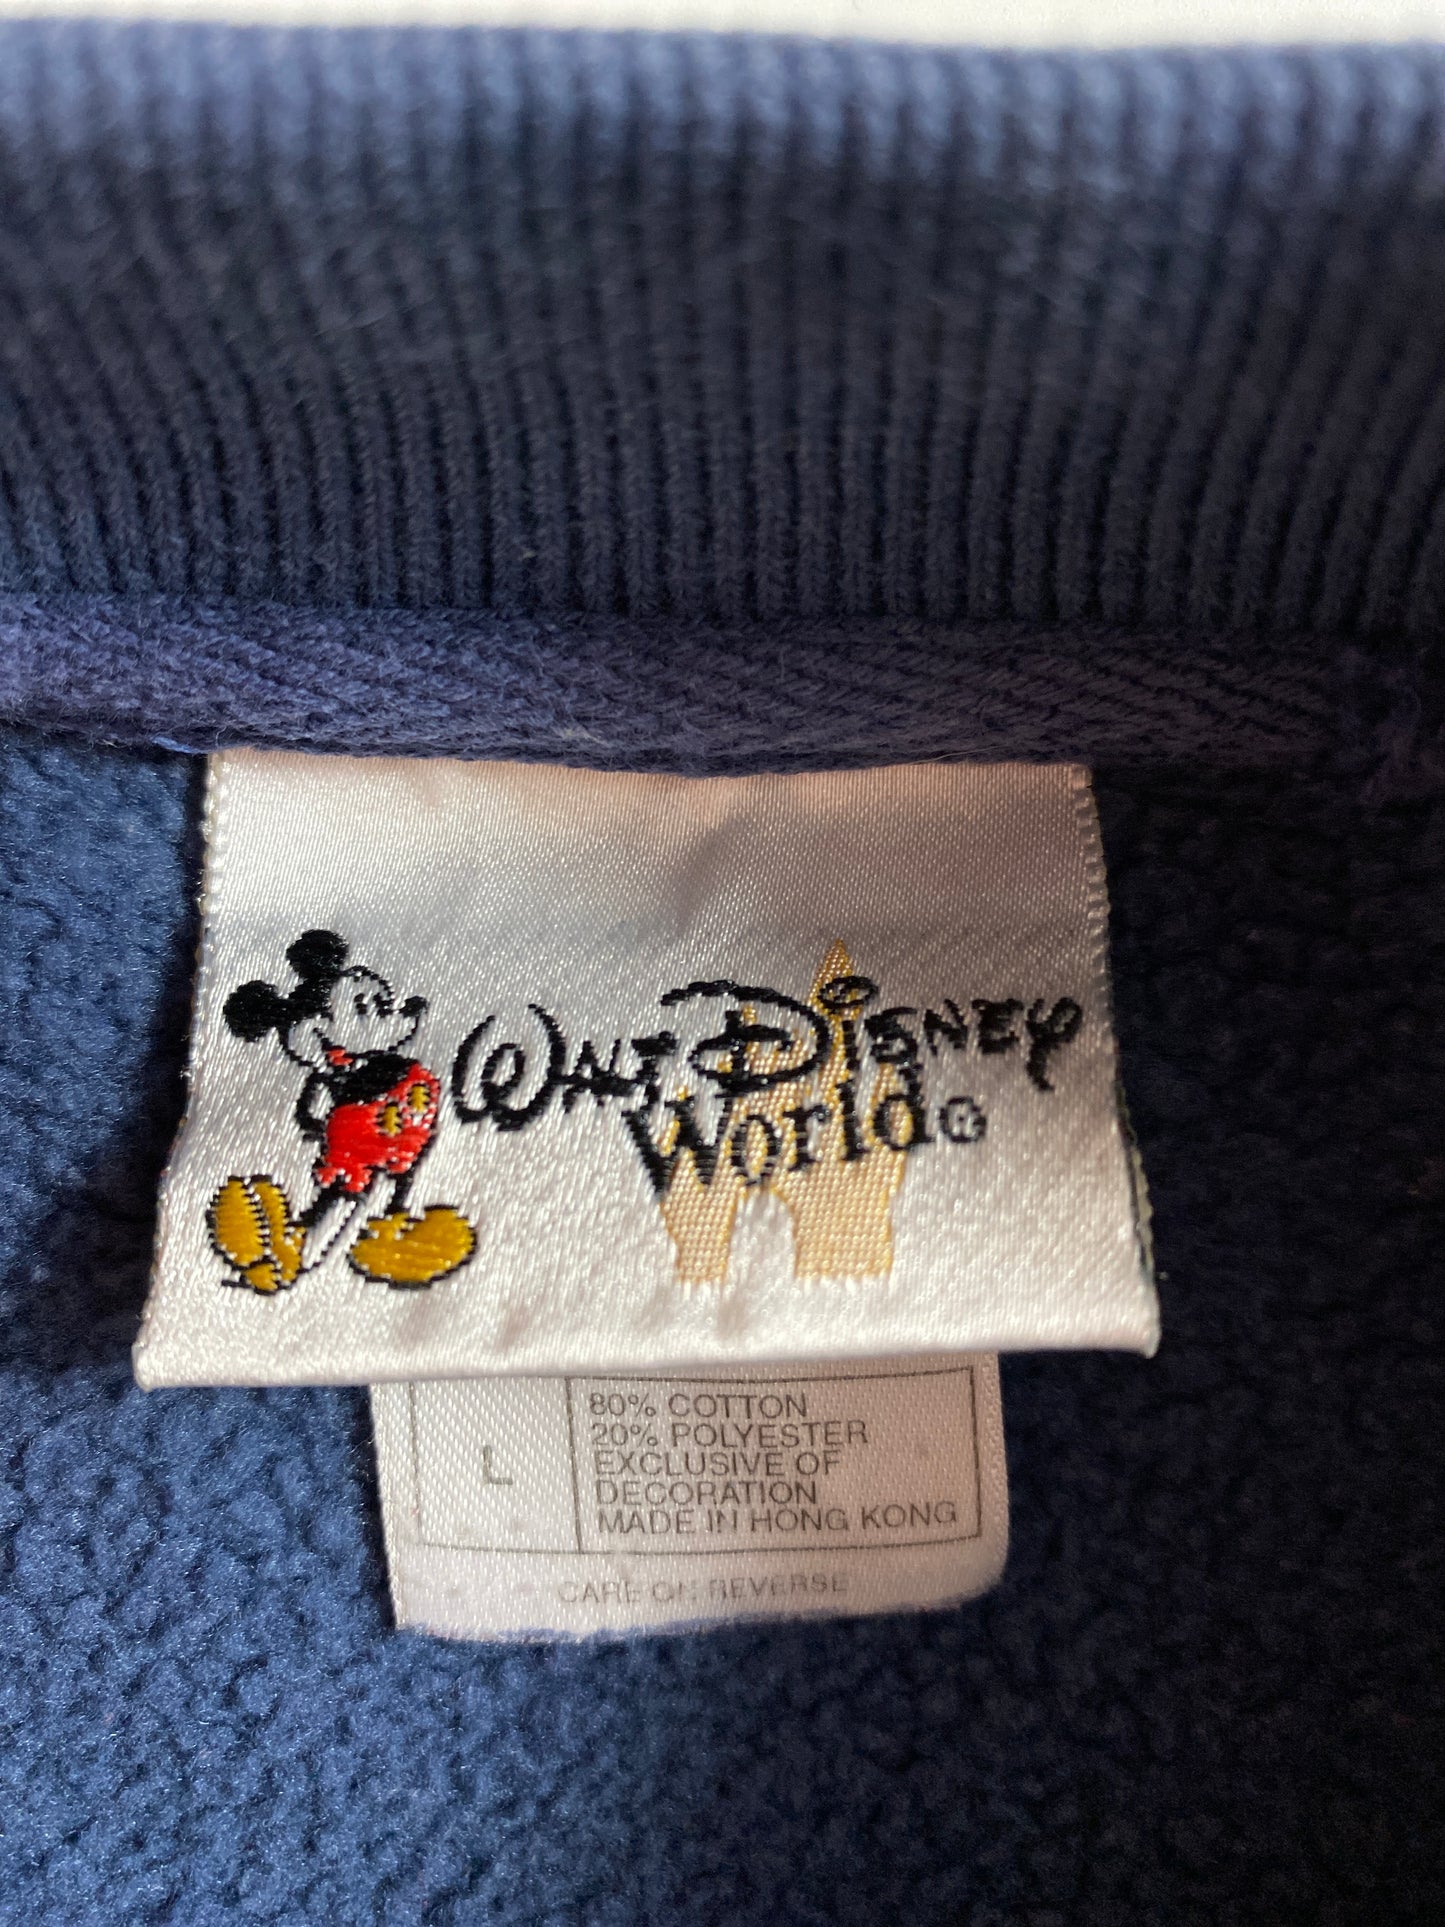 Walt Disney
World®
L
80% COTTON
20% POLYESTER
EXCLUSIVE OF
DECORATION
MADE IN HONG KONG
CARE ON REVERSE